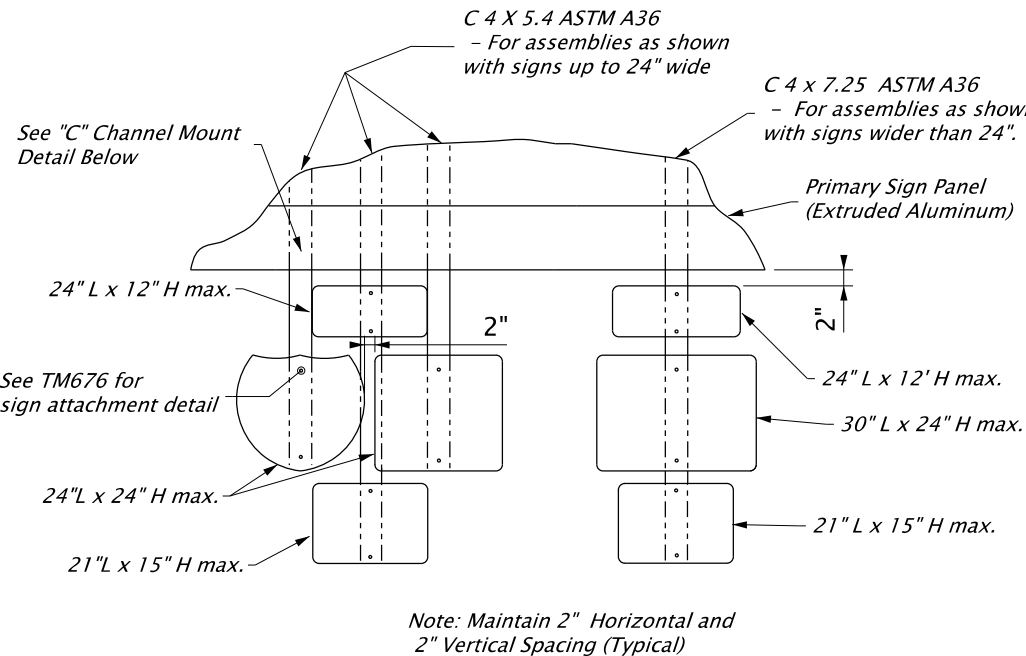 C 4 X 5.4 ASTM A36
– For assemblies as shown
with signs up to 24" wide
C 4 x 7.25 ASTM A36
– For assemblies as shown
with signs wider than 24".
See "C" Channel Mount
Detail Below
Primary Sign Panel
(Extruded Aluminum)
24" L x 12" H max.
2"
2"
See TM676 for
sign attachment detail
24" L x 12' H max.
30" L x 24" H max.
24"L x 24" H max.
21" L x 15" H max.
21"L x 15" H max.
Note: Maintain 2" Horizontal and
2" Vertical Spacing (Typical)